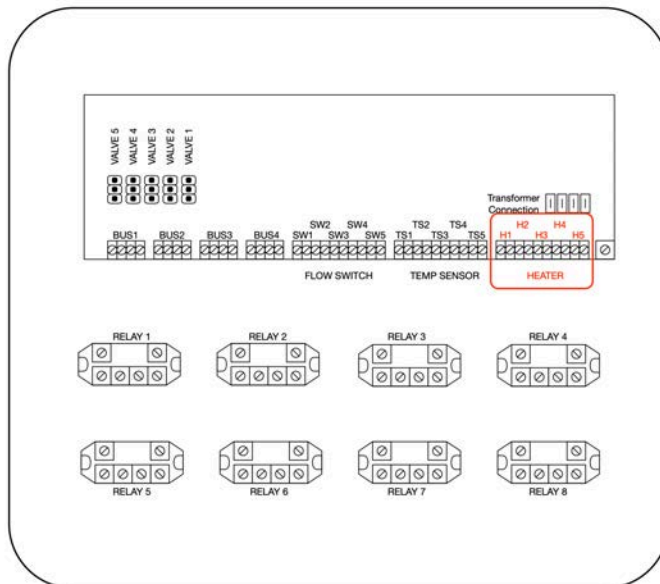 VALVE 5
VALVE 4
VALVE 3
VALVE 2
VALVE 1
Transformer
Connection
SW2 SW4 TS2 TS4 H2 H4
BUS1 BUS2 BUS3 BUS4 SW1 SW3 SW5 TS1 TS3 TS5 H1 H3 H5
FLOW SWITCH TEMP SENSOR HEATER
RELAY 1 RELAY 2 RELAY 3 RELAY 4
RELAY 5 RELAY 6 RELAY 7 RELAY 8